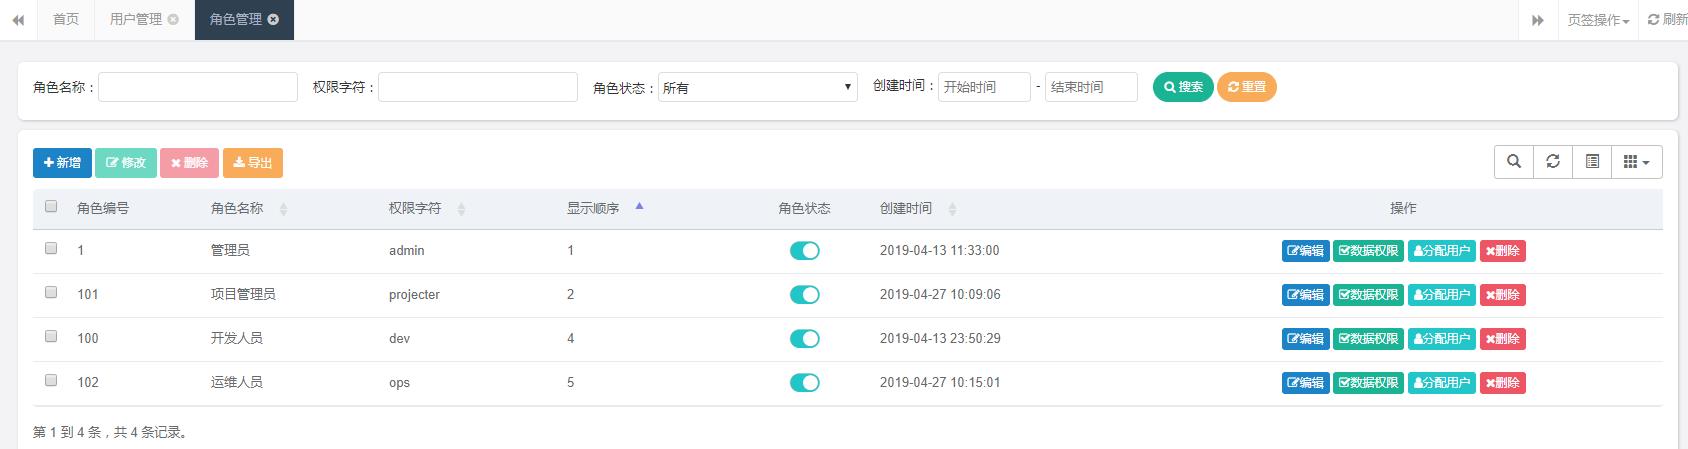 首页 用户管理 角色管理 页签操作 刷新
角色名称： 权限字符： 角色状态： 所有 创建时间： 开始时间 - 结束时间 搜索 重置
新增 修改 删除 导出
角色编号 角色名称 权限字符 显示顺序 角色状态 创建时间 操作
1 管理员 admin 1 2019-04-13 11:33:00 编辑 数据权限 分配用户 删除
101 项目管理员 projecter 2 2019-04-27 10:09:06 编辑 数据权限 分配用户 删除
100 开发人员 dev 4 2019-04-13 23:50:29 编辑 数据权限 分配用户 删除
102 运维人员 ops 5 2019-04-27 10:15:01 编辑 数据权限 分配用户 删除
第 1 到 4 条，共 4 条记录。